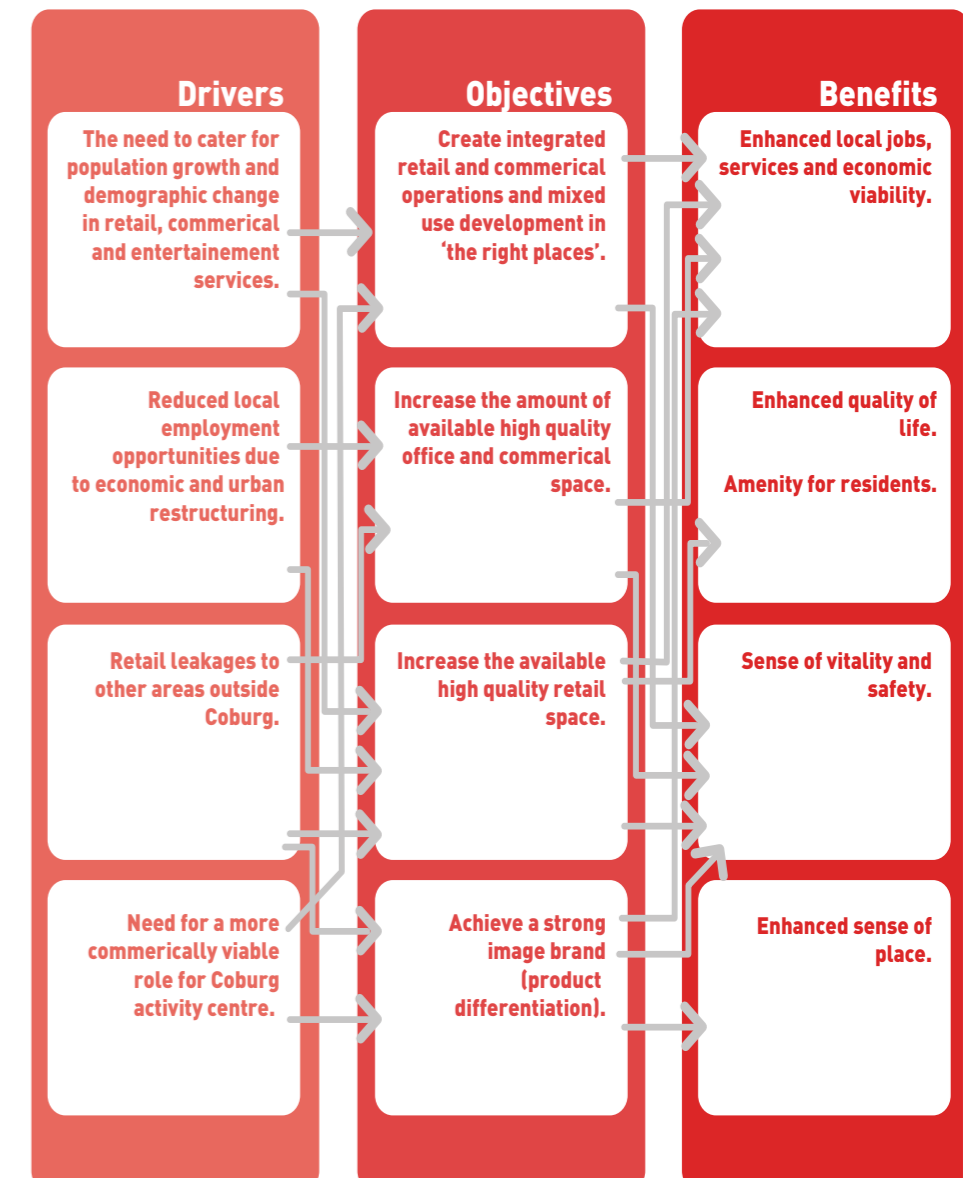 Drivers
The need to cater for
population growth and
demographic change
in retail, commerical
and entertainement
services.
Reduced local
employment
opportunities due
to economic and urban
restructuring.
Retail leakages to
other areas outside
Coburg.
Need for a more
commerically viable
role for Coburg
activity centre.
Objectives
Create integrated
retail and commerical
operations and mixed
use development in
‘the right places’.
Increase the amount of
available high quality
office and commerical
space.
Increase the available
high quality retail
space.
Achieve a strong
image brand
(product
differentiation).
Benefits
Enhanced local jobs,
services and economic
viability.
Enhanced quality of
life.
Amenity for residents.
Sense of vitality and
safety.
Enhanced sense of
place.